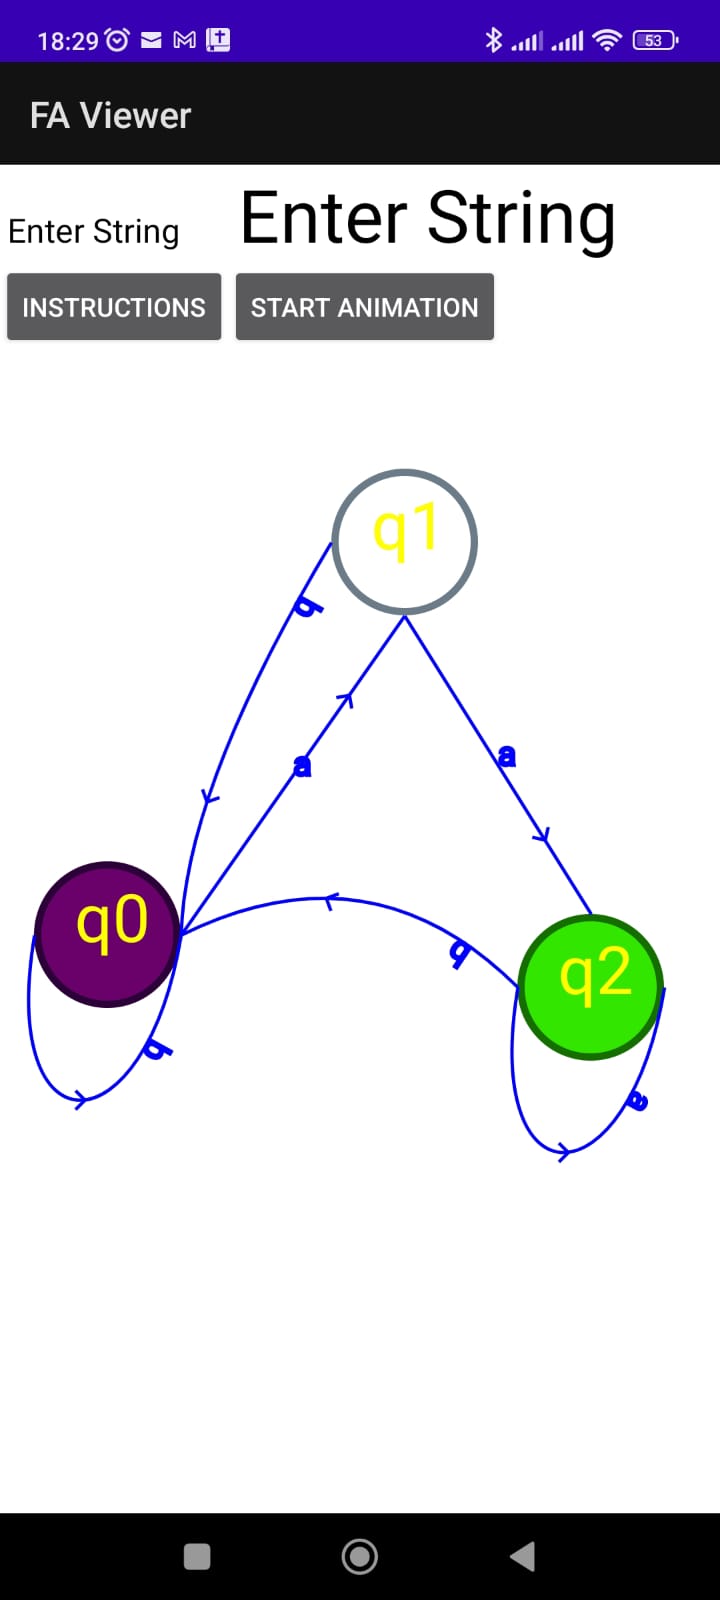 18:29 53
FA Viewer
Enter String Enter String
INSTRUCTIONS START ANIMATION
q1
b
a
a
q0
b
q2
b
a